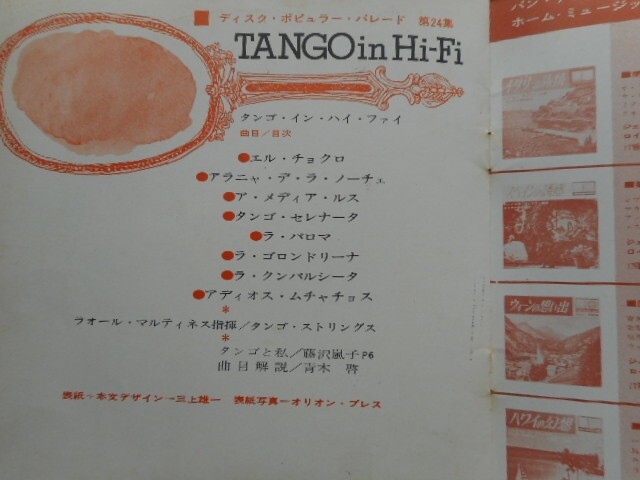 ■ ディスク・ポピュラー・パレード 第24集
TANGO in Hi-Fi
タンゴ・イン・ハイ・ファイ
曲目/目次
●エル・チョクロ
●アラニャ・デ・ラ・ノーチェ
●ア・メディア・ルス
●タンゴ・セレナータ
●ラ・パロマ
●ラ・ゴロンドリーナ
●ラ・クンパルシータ
●アディオス・ムチャチョス
*
ラオール・マルティネス指揮/タンゴ・ストリングス
*
タンゴと私/藤沢嵐子P6
曲目解説/青木 啓
表紙+本文デザイン→三上雄一 表紙写真ーオリオン・プレス
ホーム・ミュージッ
ウィーンの思い出
ハワイの幻想